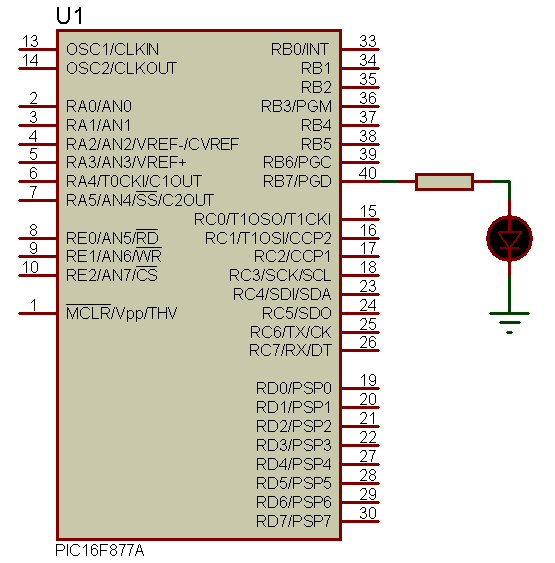 U1
13 OSC1/CLKIN RB0/INT 33
14 OSC2/CLKOUT RB1 34
RB2 35
2 RA0/AN0 RB3/PGM 36
3 RA1/AN1 RB4 37
4 RA2/AN2/VREF-/CVREF RB5 38
5 RA3/AN3/VREF+ RB6/PGC 39
6 RA4/T0CKI/C1OUT RB7/PGD 40
7 RA5/AN4/SS/C2OUT
RC0/T1OSO/T1CKI 15
8 RE0/AN5/RD RC1/T1OSI/CCP2 16
9 RE1/AN6/WR RC2/CCP1 17
10 RE2/AN7/CS RC3/SCK/SCL 18
RC4/SDI/SDA 23
1 MCLR/Vpp/THV RC5/SDO 24
RC6/TX/CK 25
RC7/RX/DT 26
RD0/PSP0 19
RD1/PSP1 20
RD2/PSP2 21
RD3/PSP3 22
RD4/PSP4 27
RD5/PSP5 28
RD6/PSP6 29
RD7/PSP7 30
PIC16F877A